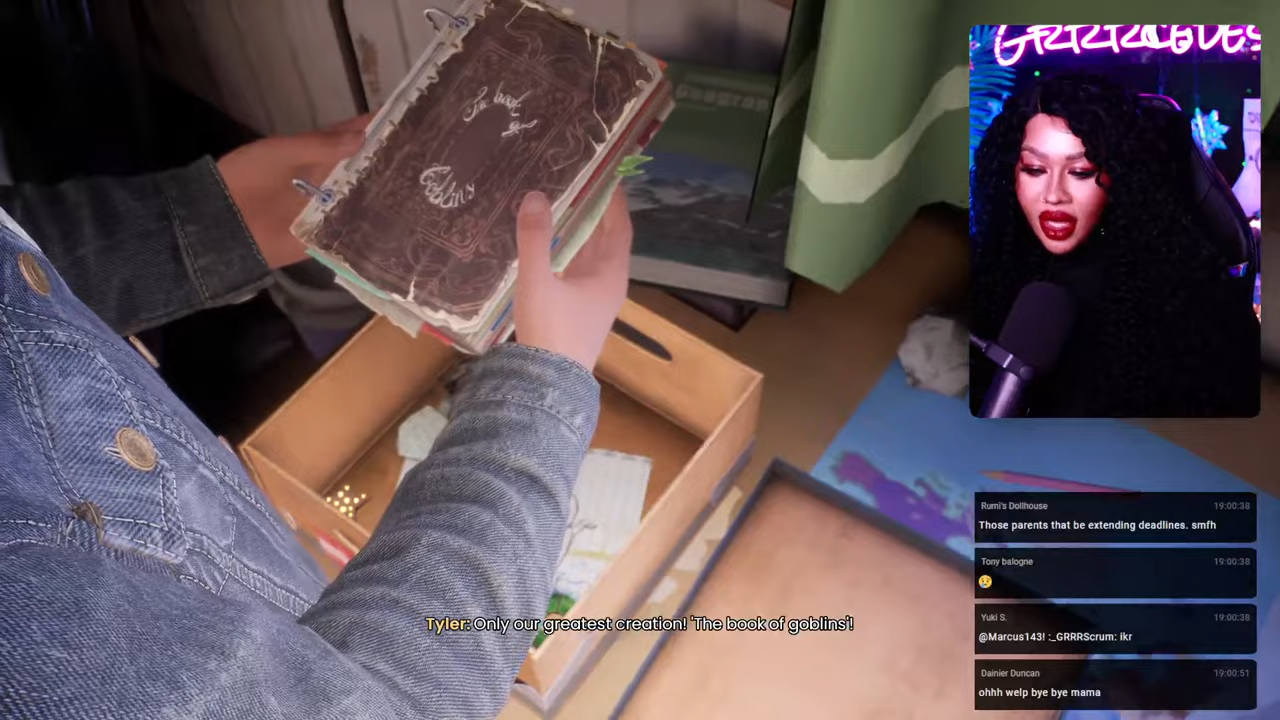 GRRRCODES
The book
of
Goblins
Rumi's Dollhouse 19:00:38
Those parents that be extending deadlines. smfh
Tony balogne 19:00:38
😢
Yuki S. 19:00:38
@Marcus143! :_GRRRScrum: ikr
Dainier Duncan 19:00:51
ohhh welp bye bye mama
Tyler: Only our greatest creation! 'The book of goblins'!